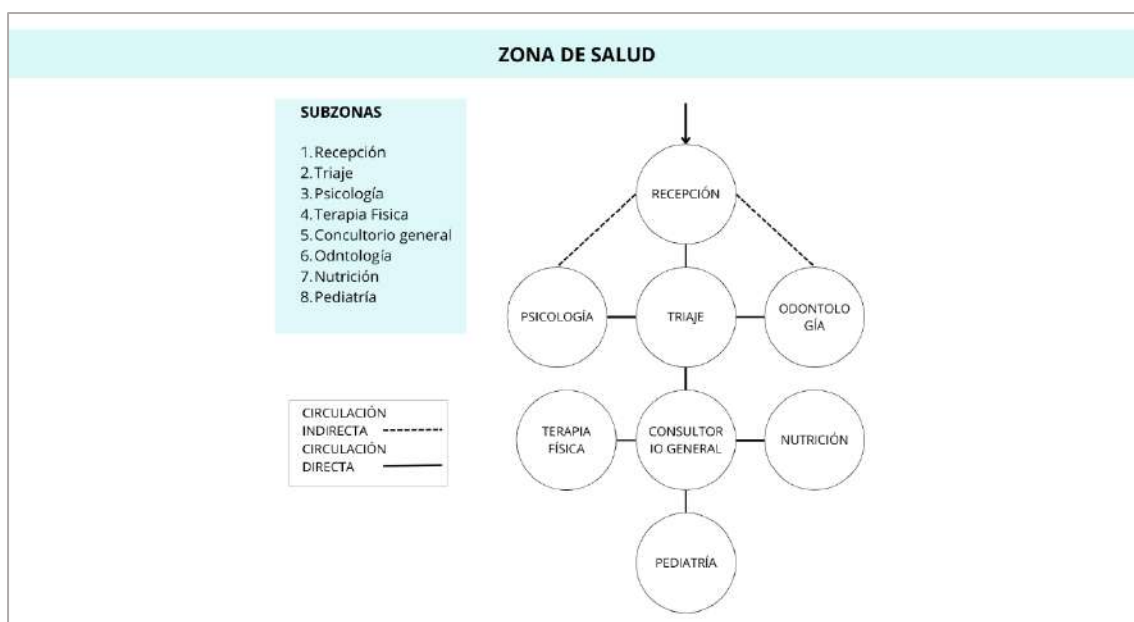 ZONA DE SALUD
SUBZONAS
1. Recepción
2. Triaje
3. Psicología
4. Terapia Fisica
5. Concultorio general
6. Odntología
7. Nutrición
8. Pediatría
CIRCULACIÓN
INDIRECTA
CIRCULACIÓN
DIRECTA
RECEPCIÓN
PSICOLOGÍA
TRIAJE
ODONTOLO
GÍA
TERAPIA
FÍSICA
CONSULTOR
IO GENERAL
NUTRICIÓN
PEDIATRÍA